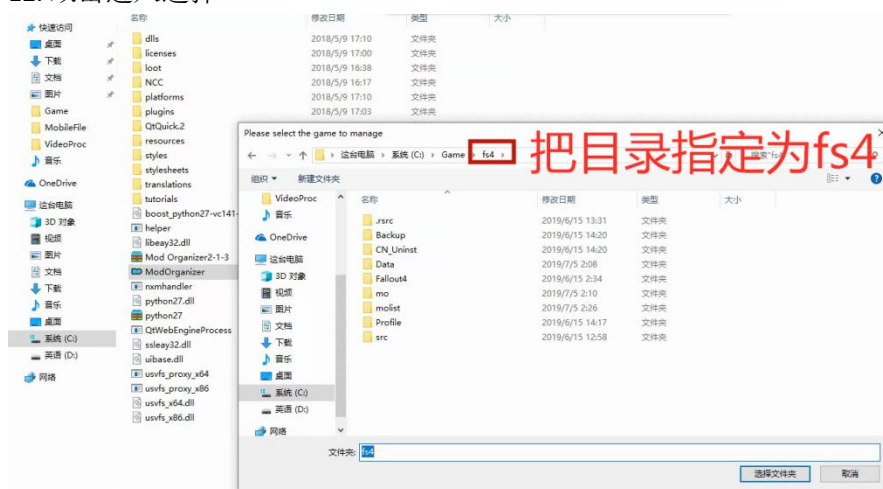 名称 修改日期 类型 大小
快速访问
桌面
下载
文档
图片
Game
MobileFile
VideoProc
音乐
OneDrive
这台电脑
3D 对象
视频
图片
文档
下载
音乐
桌面
系统 (C:)
英语 (D:)
网络
dlls 2018/5/9 17:10 文件夹
licenses 2018/5/9 17:00 文件夹
loot 2018/5/9 16:38 文件夹
NCC 2018/5/9 16:17 文件夹
platforms 2018/5/9 17:10 文件夹
plugins 2018/5/9 17:03 文件夹
QtQuick.2
resources
styles
stylesheets
translations
tutorials
boost_python27-vc141-
helper
libeay32.dll
Mod Organizer2-1-3
ModOrganizer
nxmhandler
python27.dll
python27
QtWebEngineProcess
ssleay32.dll
uibase.dll
usvfs_proxy_x64
usvfs_proxy_x86
usvfs_x64.dll
usvfs_x86.dll
Please select the game to manage
这台电脑 › 系统 (C:) › Game › fs4 ›
把目录指定为fs4
组织 新建文件夹
VideoProc
音乐
OneDrive
这台电脑
3D 对象
视频
图片
文档
下载
音乐
桌面
系统 (C:)
英语 (D:)
网络
名称 修改日期 类型 大小
.rsrc 2019/6/15 13:31 文件夹
Backup 2019/6/15 14:20 文件夹
CN_Uninst 2019/6/15 14:20 文件夹
Data 2019/7/5 2:08 文件夹
Fallout4 2019/6/15 2:34 文件夹
mo 2019/7/5 2:10 文件夹
molist 2019/7/5 2:26 文件夹
Profile 2019/6/15 14:17 文件夹
src 2019/6/15 12:58 文件夹
文件夹: fs4
选择文件夹 取消